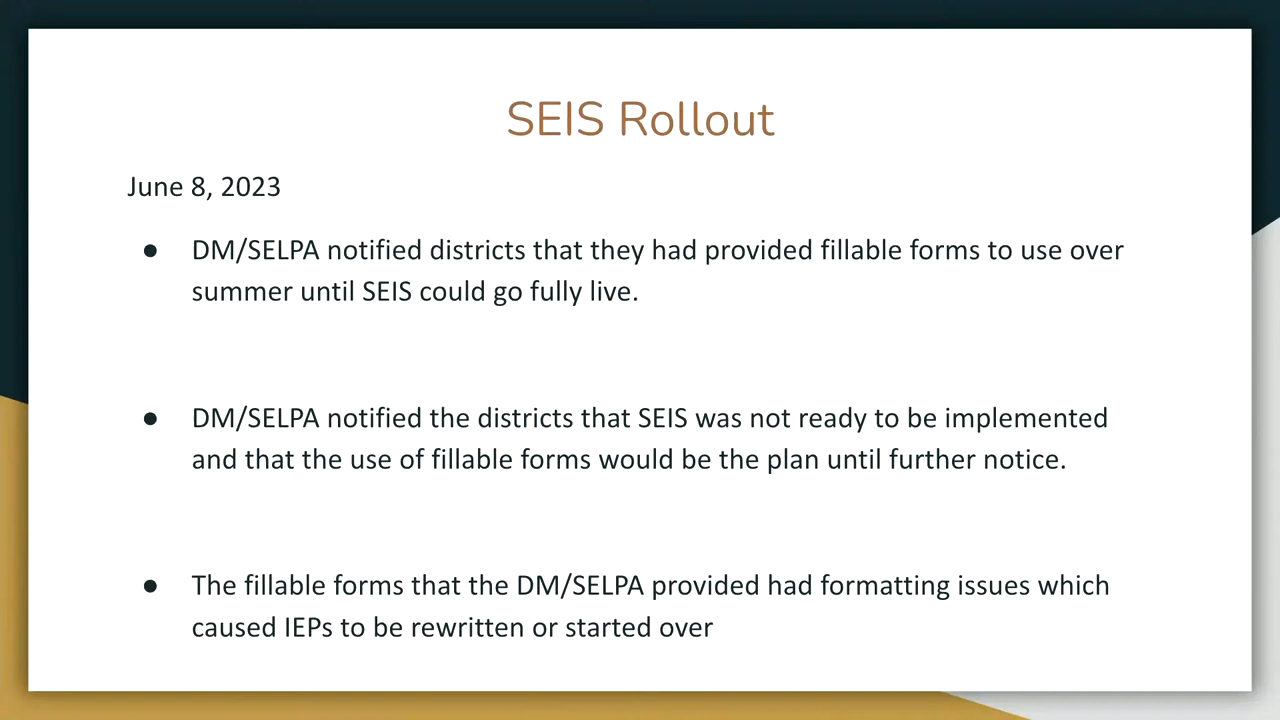 SEIS Rollout
June 8, 2023
● DM/SELPA notified districts that they had provided fillable forms to use over
summer until SEIS could go fully live.
● DM/SELPA notified the districts that SEIS was not ready to be implemented
and that the use of fillable forms would be the plan until further notice.
● The fillable forms that the DM/SELPA provided had formatting issues which
caused IEPs to be rewritten or started over